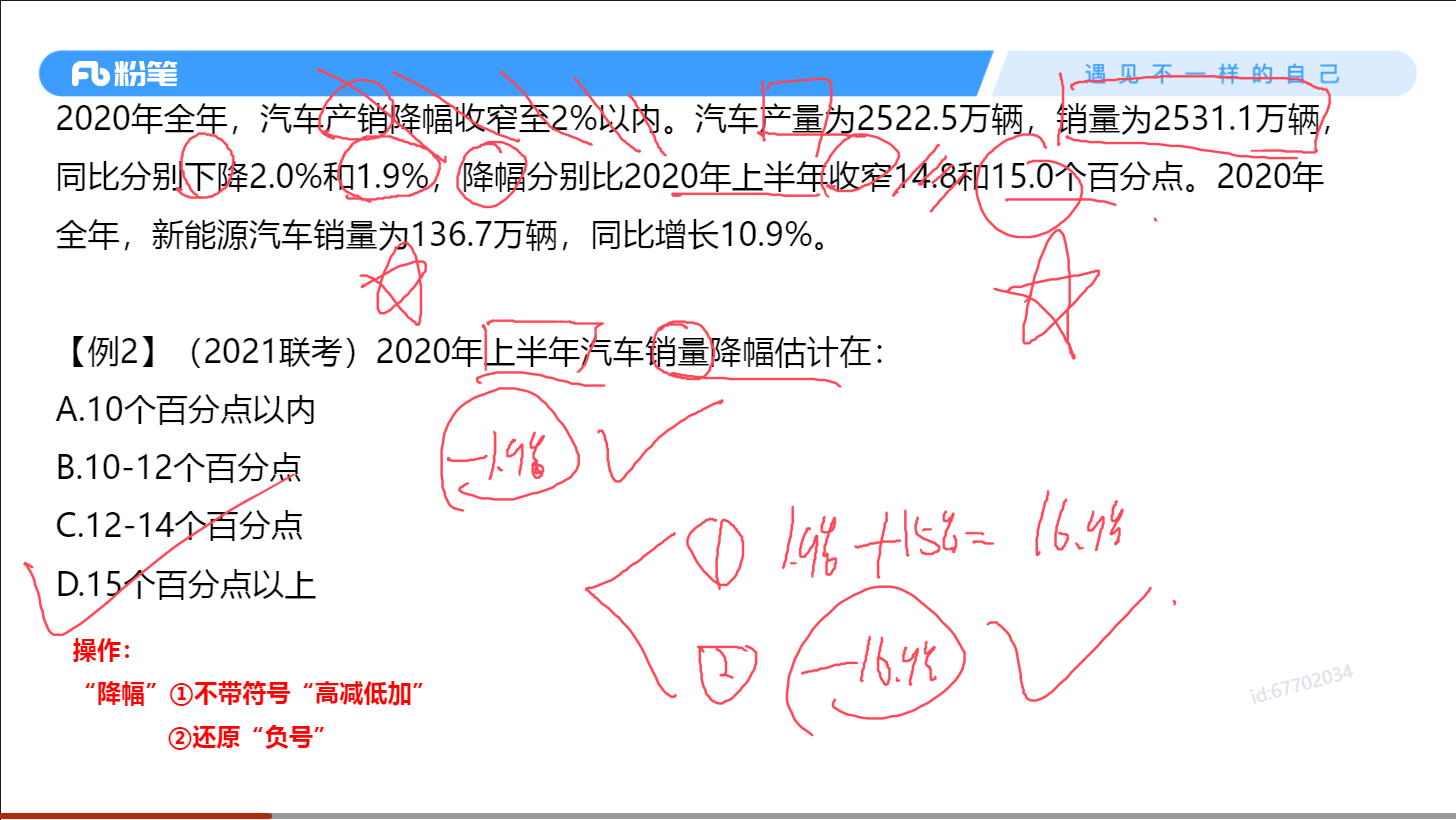 粉笔
遇见不一样的自己
2020年全年，汽车产销降幅收窄至2%以内。汽车产量为2522.5万辆，销量为2531.1万辆，
同比分别下降2.0%和1.9%，降幅分别比2020年上半年收窄14.8和15.0个百分点。2020年
全年，新能源汽车销量为136.7万辆，同比增长10.9%。
【例2】（2021联考）2020年上半年汽车销量降幅估计在：
A.10个百分点以内
B.10-12个百分点
C.12-14个百分点
D.15个百分点以上
-1.9%
① 1.9%+15%=16.9%
② -16.9%
操作：
“降幅”①不带符号“高减低加”
②还原“负号”
id:67702034